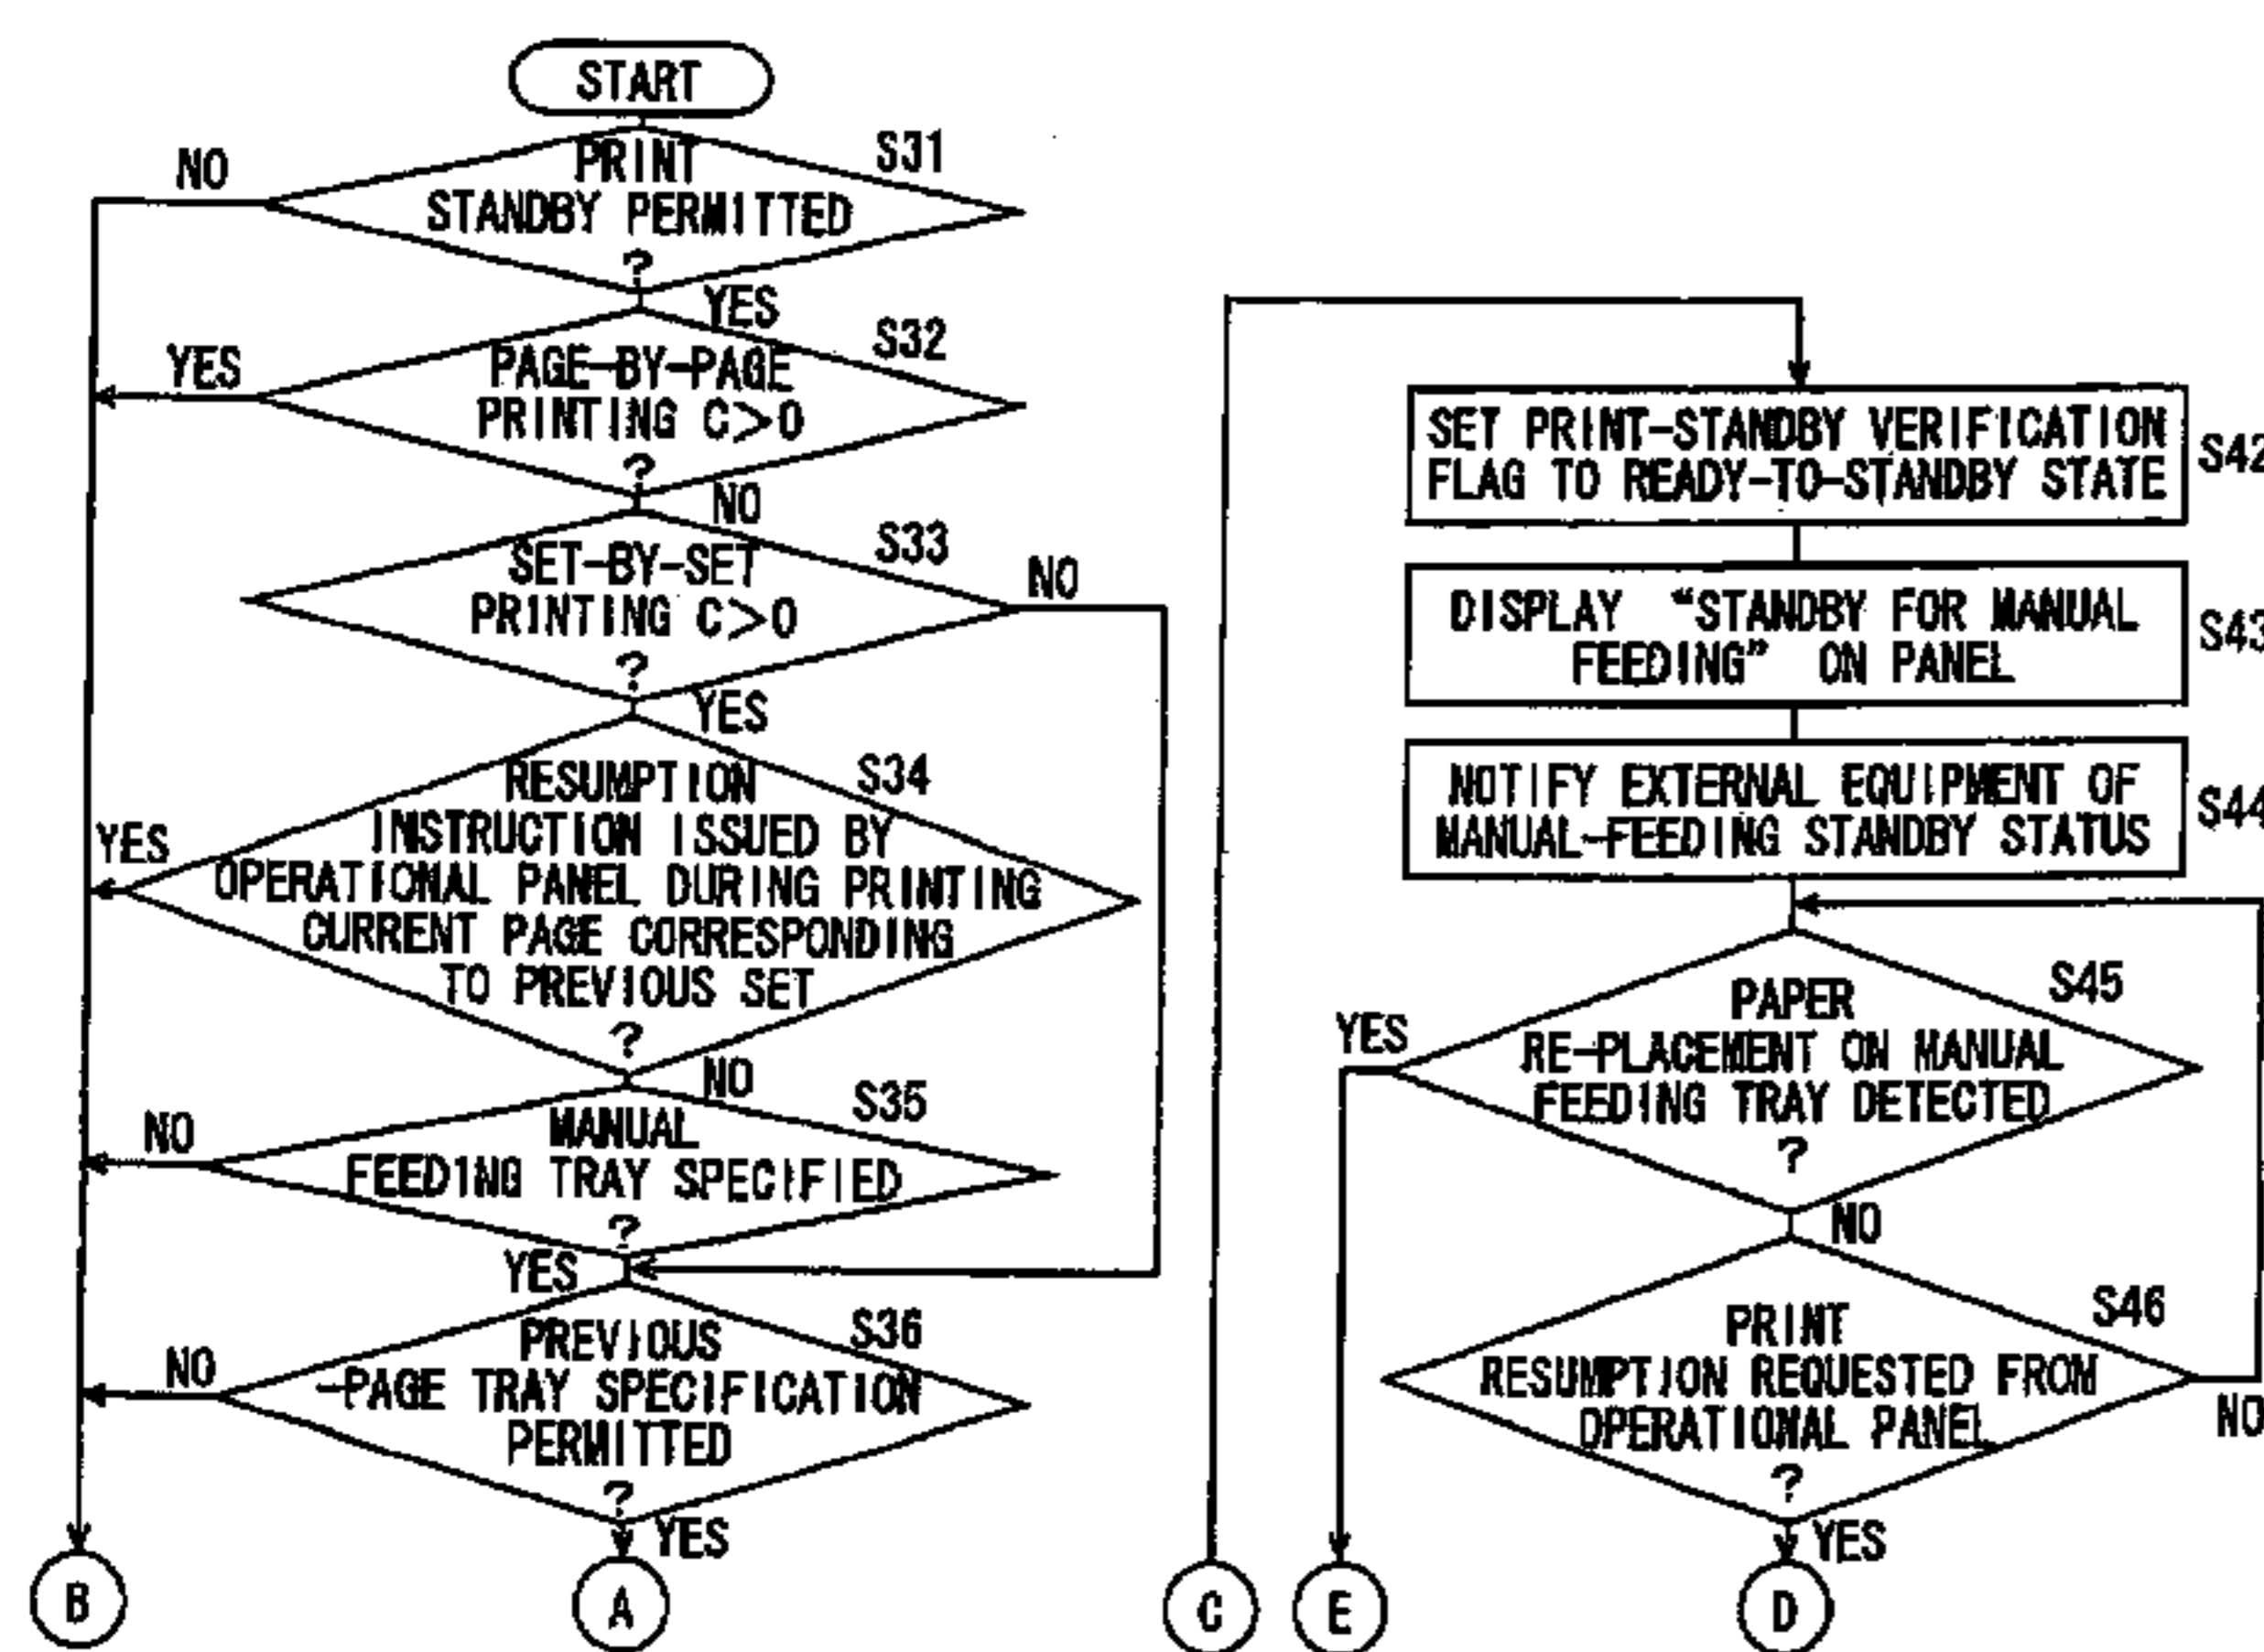 START
NO
S31
PRINT
STANDBY PERMITTED
?
YES
S32
YES
PAGE-BY-PAGE
PRINTING C>0
?
NO
S33
SET-BY-SET
PRINTING C>0
?
NO
YES
S34
RESUMPTION
INSTRUCTION ISSUED BY
OPERATIONAL PANEL DURING PRINTING
CURRENT PAGE CORRESPONDING
TO PREVIOUS SET
?
YES
NO
S35
NO
MANUAL
FEEDING TRAY SPECIFIED
?
YES
S36
NO
PREVIOUS
-PAGE TRAY SPECIFICATION
PERMITTED
?
YES
B
A
SET PRINT-STANDBY VERIFICATION
FLAG TO READY-TO-STANDBY STATE
S42
DISPLAY “STANDBY FOR MANUAL
FEEDING” ON PANEL
S43
NOTIFY EXTERNAL EQUIPMENT OF
MANUAL-FEEDING STANDBY STATUS
S44
S45
YES
PAPER
RE-PLACEMENT ON MANUAL
FEEDING TRAY DETECTED
?
NO
S46
PRINT
RESUMPTION REQUESTED FROM
OPERATIONAL PANEL
?
NO
YES
C
E
D